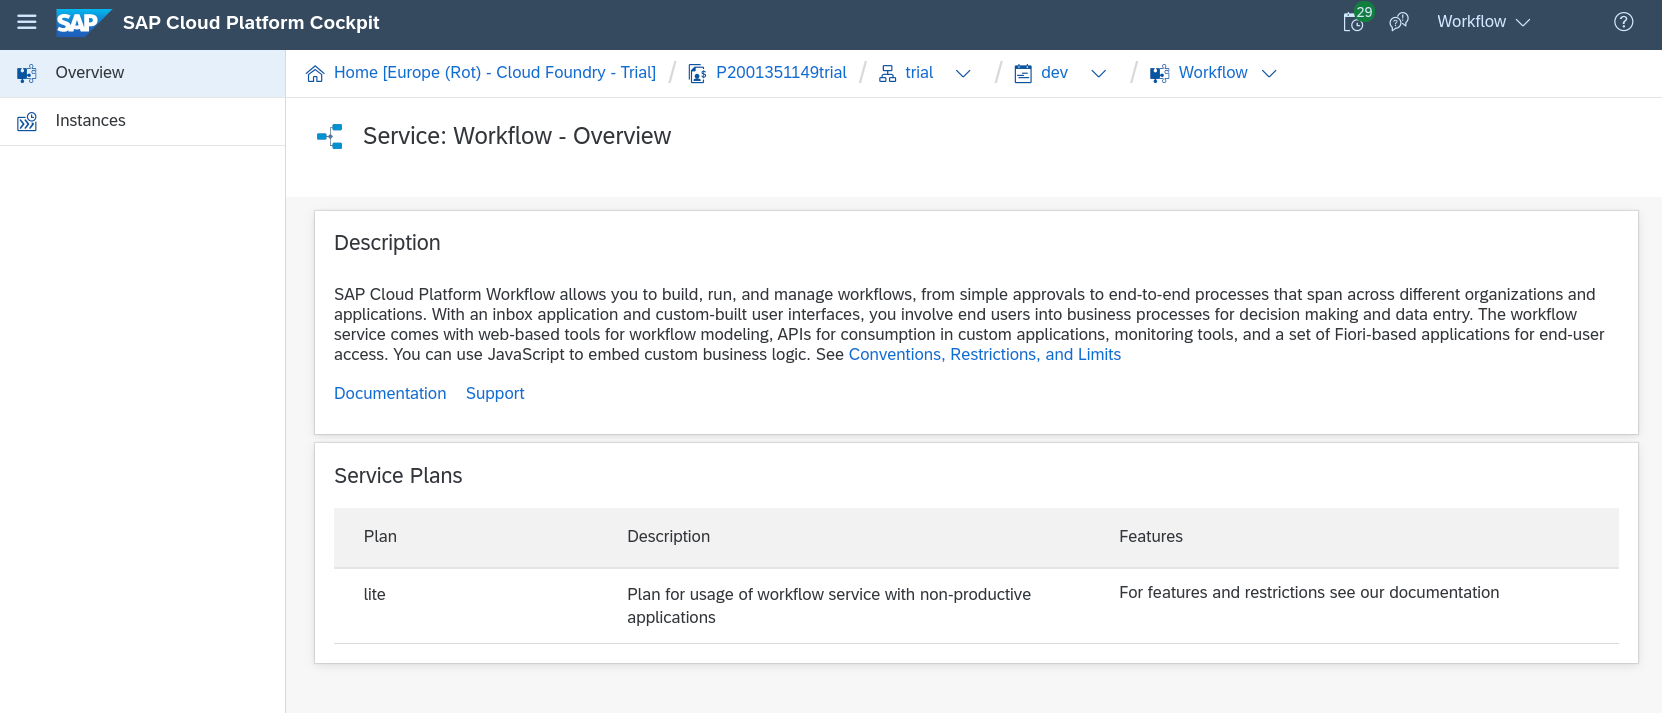 SAP SAP Cloud Platform Cockpit
29
Workflow
Overview
Instances
Home [Europe (Rot) - Cloud Foundry - Trial] / P2001351149trial / trial / dev / Workflow
Service: Workflow - Overview
Description
SAP Cloud Platform Workflow allows you to build, run, and manage workflows, from simple approvals to end-to-end processes that span across different organizations and
applications. With an inbox application and custom-built user interfaces, you involve end users into business processes for decision making and data entry. The workflow
service comes with web-based tools for workflow modeling, APIs for consumption in custom applications, monitoring tools, and a set of Fiori-based applications for end-user
access. You can use JavaScript to embed custom business logic. See Conventions, Restrictions, and Limits
Documentation Support
Service Plans
Plan Description Features
lite Plan for usage of workflow service with non-productive For features and restrictions see our documentation
applications